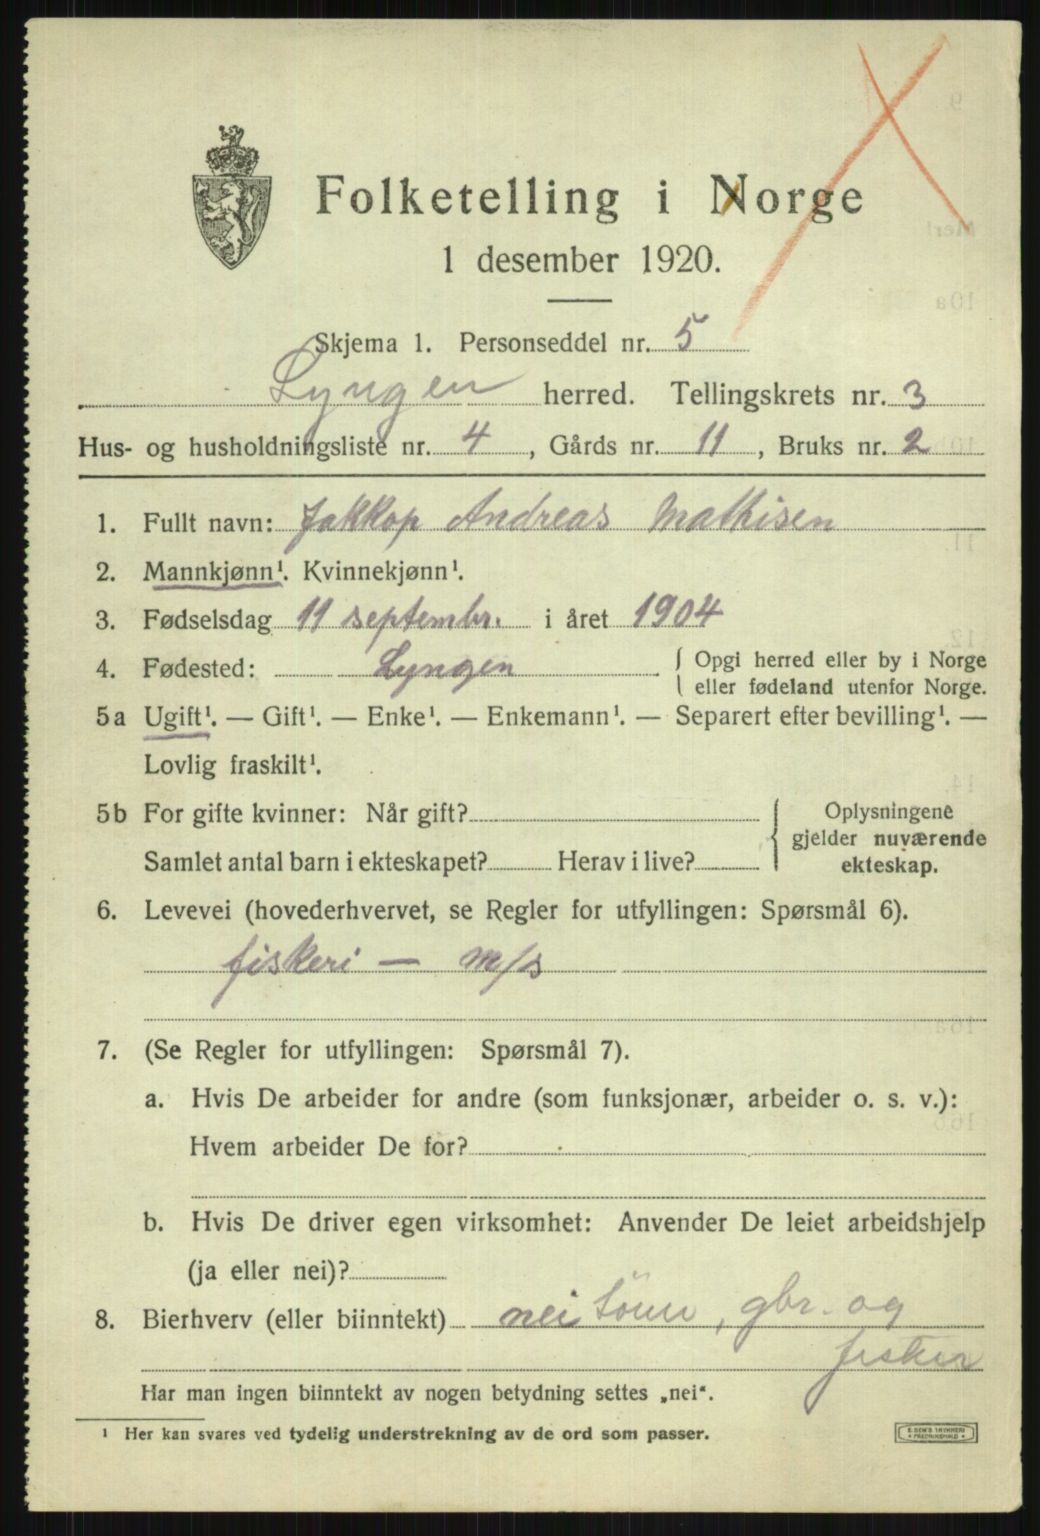 Folketelling i Norge
1 desember 1920.
Skjema 1. Personseddel nr. 5
Lyngen herred. Tellingskrets nr. 3
Hus- og husholdningsliste nr. 4, Gårds nr. 11, Bruks nr. 2
1. Fullt navn: Jakkop Andreas Mathisen
2. Mannkjønn¹. Kvinnekjønn¹.
3. Fødselsdag 11 septembr. i året 1904
4. Fødested: Lyngen { Opgi herred eller by i Norge
eller fødeland utenfor Norge.
5a Ugift¹. — Gift¹. — Enke¹. — Enkemann¹. — Separert efter bevilling¹. —
Lovlig fraskilt¹.
5b For gifte kvinner: Når gift?
Samlet antal barn i ekteskapet? Herav i live?
{ Oplysningene
gjelder nuværende
ekteskap.
6. Levevei (hovederhvervet, se Regler for utfyllingen: Spørsmål 6).
fiskeri — m/s
7. (Se Regler for utfyllingen: Spørsmål 7).
a. Hvis De arbeider for andre (som funksjonær, arbeider o. s. v.):
Hvem arbeider De for?
b. Hvis De driver egen virksomhet: Anvender De leiet arbeidshjelp
(ja eller nei)?
8. Bierhverv (eller biinntekt) nei Sönn, gbr. og
fisker
Har man ingen biinntekt av nogen betydning settes „nei".
¹ Her kan svares ved tydelig understrekning av de ord som passer.